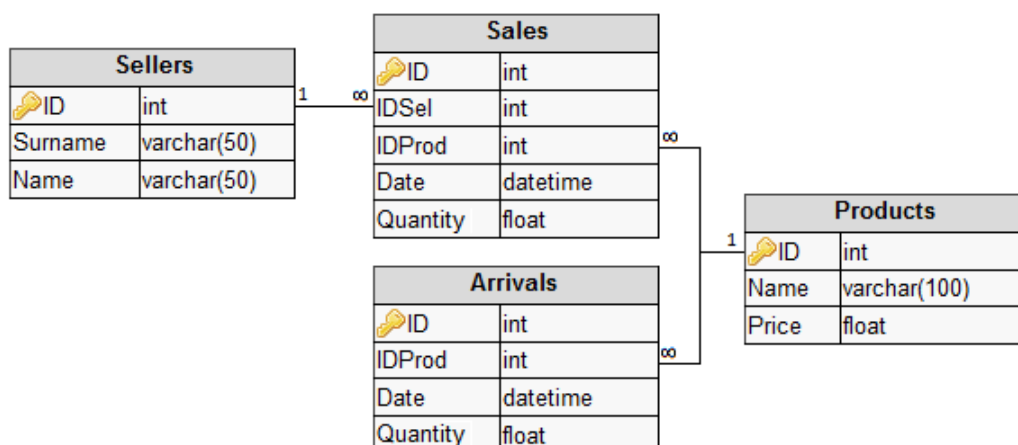 Sellers
ID int
Surname varchar(50)
Name varchar(50)
1 ∞
Sales
ID int
IDSel int
IDProd int
Date datetime
Quantity float
∞
Arrivals
ID int
IDProd int
Date datetime
Quantity float
∞
1
Products
ID int
Name varchar(100)
Price float